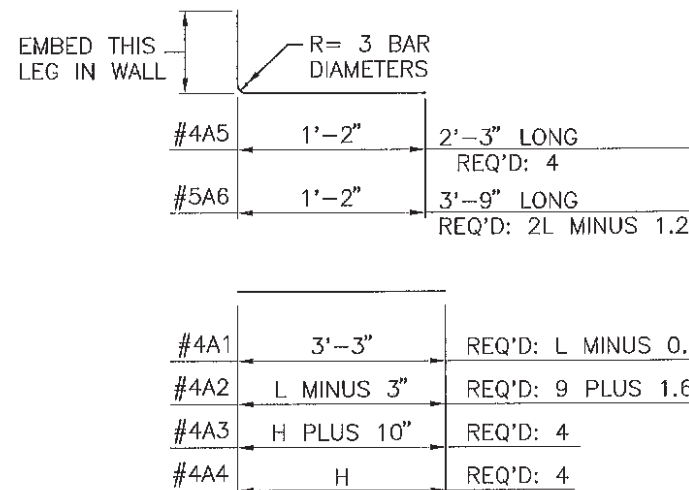 EMBED THIS
LEG IN WALL
R= 3 BAR
DIAMETERS
#4A5 1'-2" 2'-3" LONG
REQ'D: 4
#5A6 1'-2" 3'-9" LONG
REQ'D: 2L MINUS 1.2
#4A1 3'-3" REQ'D: L MINUS 0.
#4A2 L MINUS 3" REQ'D: 9 PLUS 1.6
#4A3 H PLUS 10" REQ'D: 4
#4A4 H REQ'D: 4